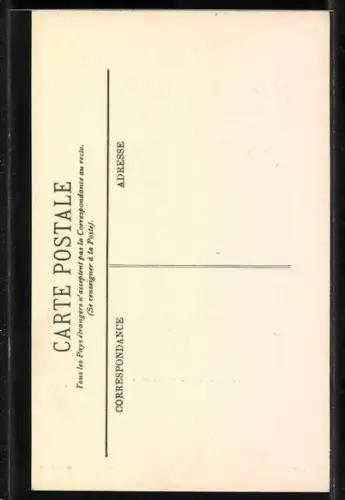 CARTE POSTALE
Tous les Pays étrangers n'acceptent pas la Correspondance au recto.
(Se renseigner à la Poste).
CORRESPONDANCE
ADRESSE